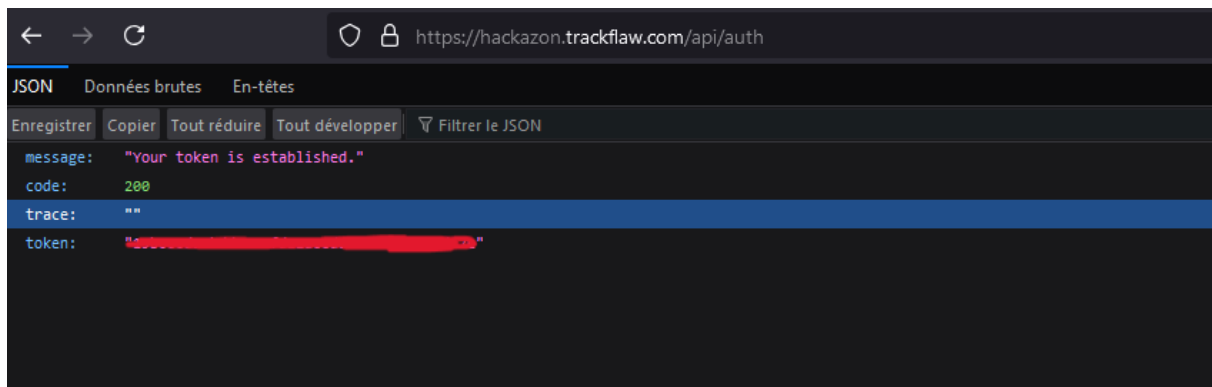 https://hackazon.trackflaw.com/api/auth
JSON Données brutes En-têtes
Enregistrer Copier Tout réduire Tout développer Filtrer le JSON
message: "Your token is established."
code: 200
trace: ""
token: " "